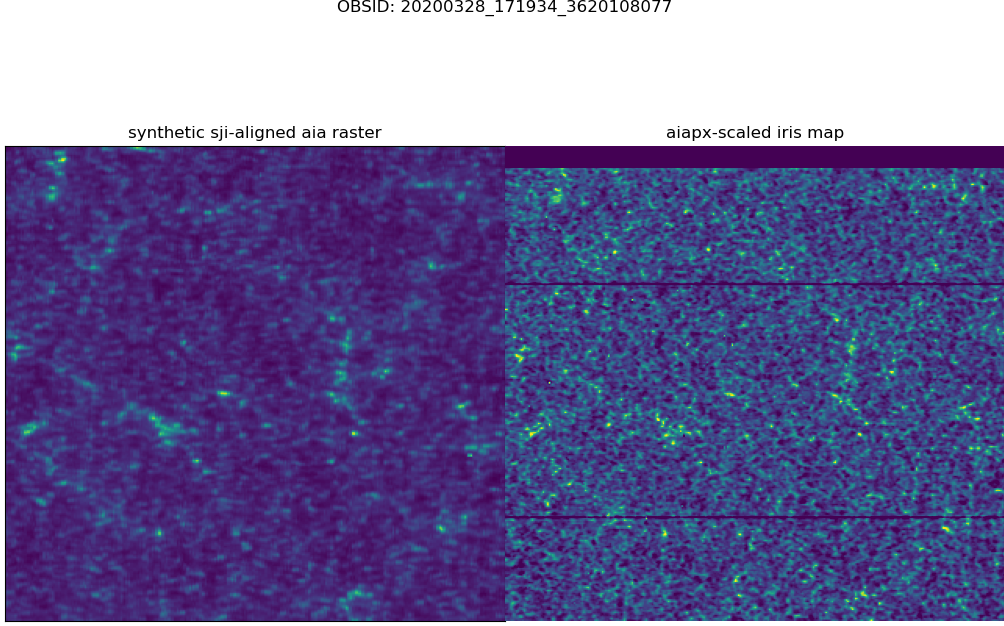 OBSID: 20200328_171934_3620108077
synthetic sji-aligned aia raster
aiapx-scaled iris map